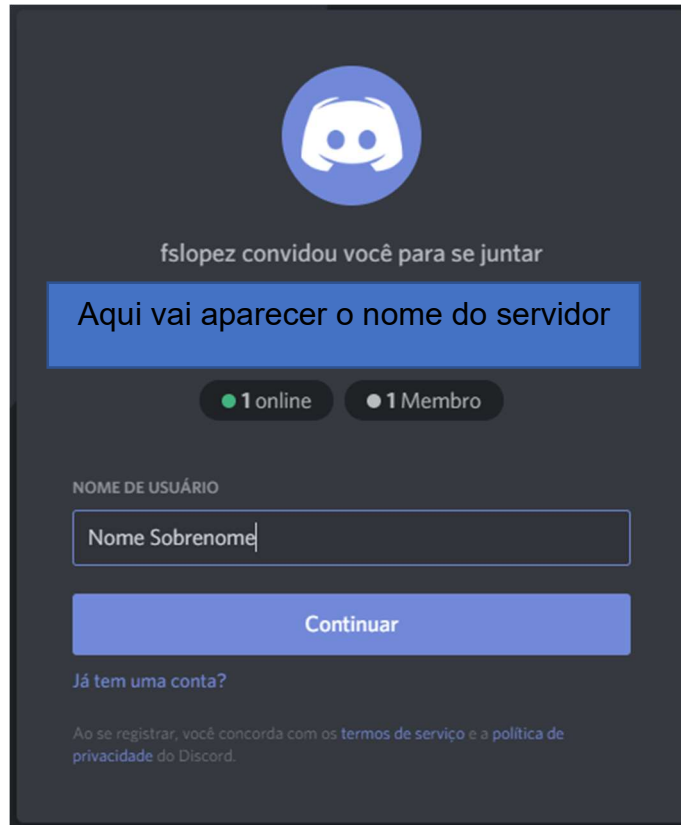 fslopez convidou você para se juntar
Aqui vai aparecer o nome do servidor
1 online
1 Membro
NOME DE USUÁRIO
Nome Sobrenome
Continuar
Já tem uma conta?
Ao se registrar, você concorda com os termos de serviço e a política de
privacidade do Discord.